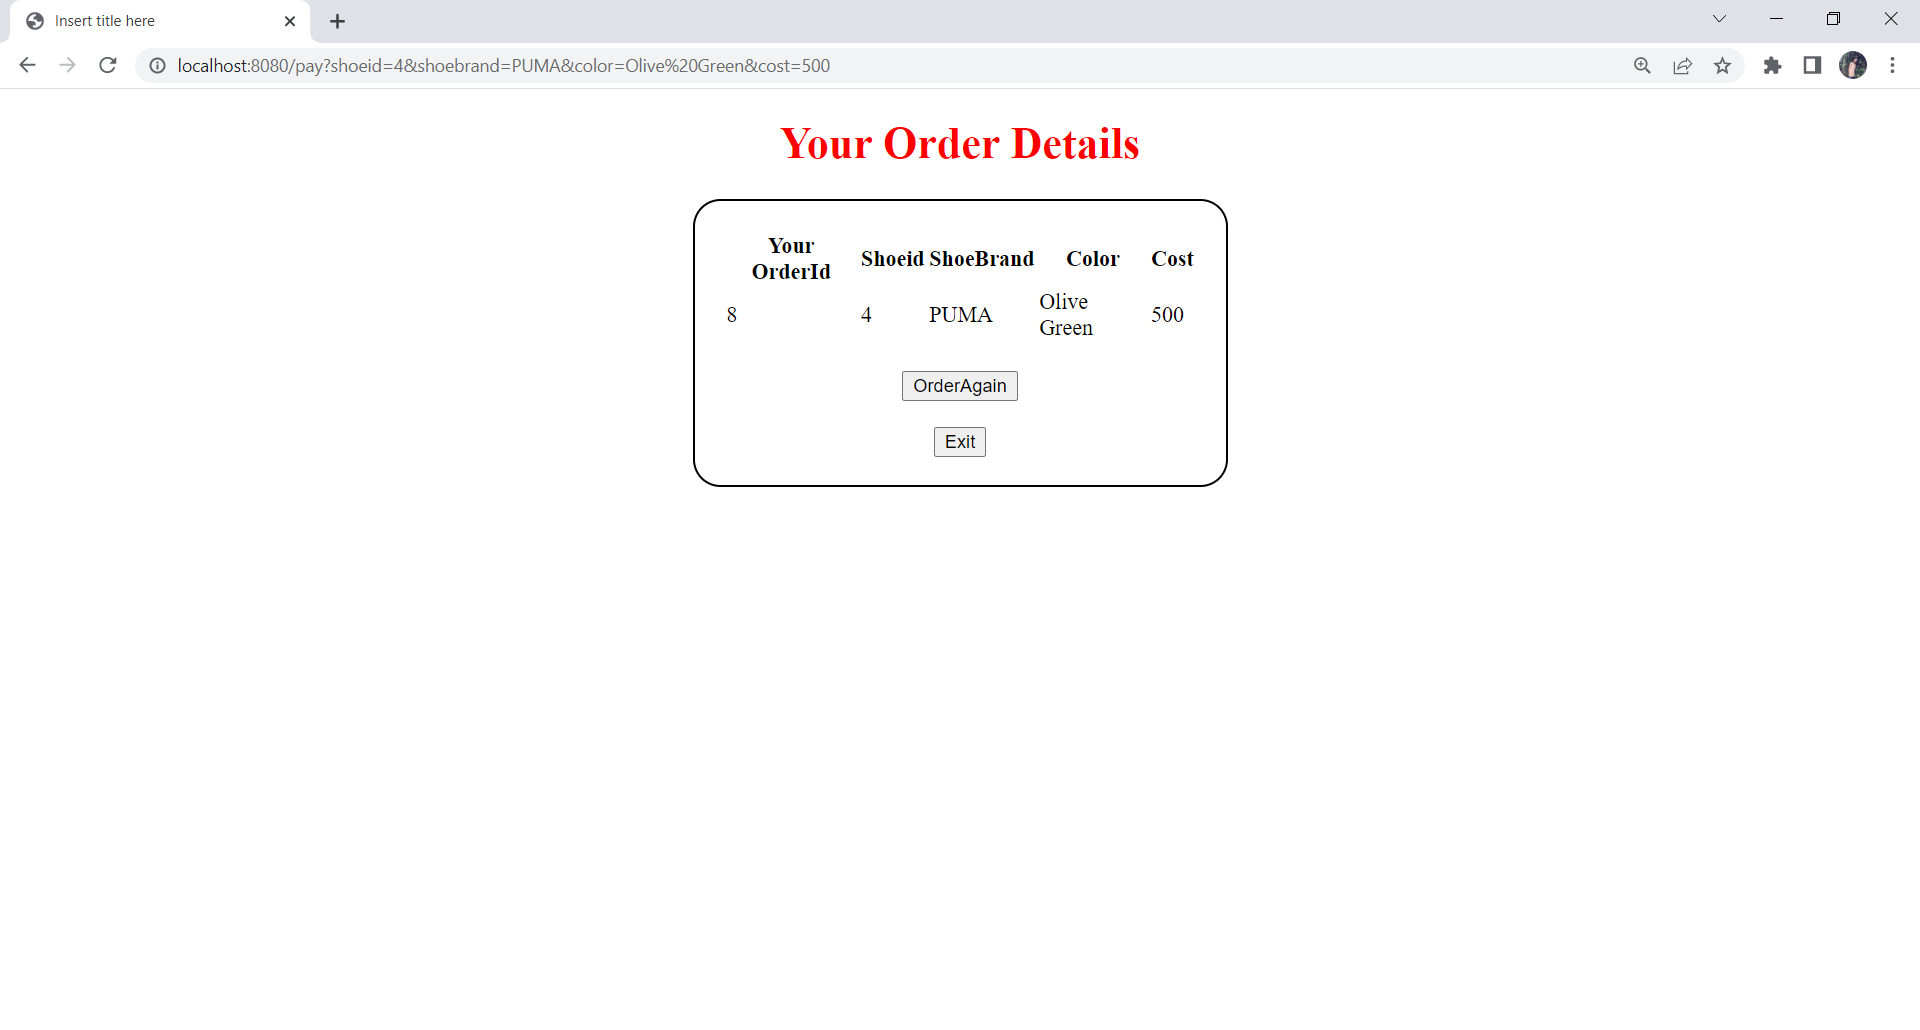 Insert title here
localhost:8080/pay?shoeid=4&shoebrand=PUMA&color=Olive%20Green&cost=500
Your Order Details
Your
OrderId Shoeid ShoeBrand Color Cost
8 4 PUMA Olive
Green 500
OrderAgain
Exit